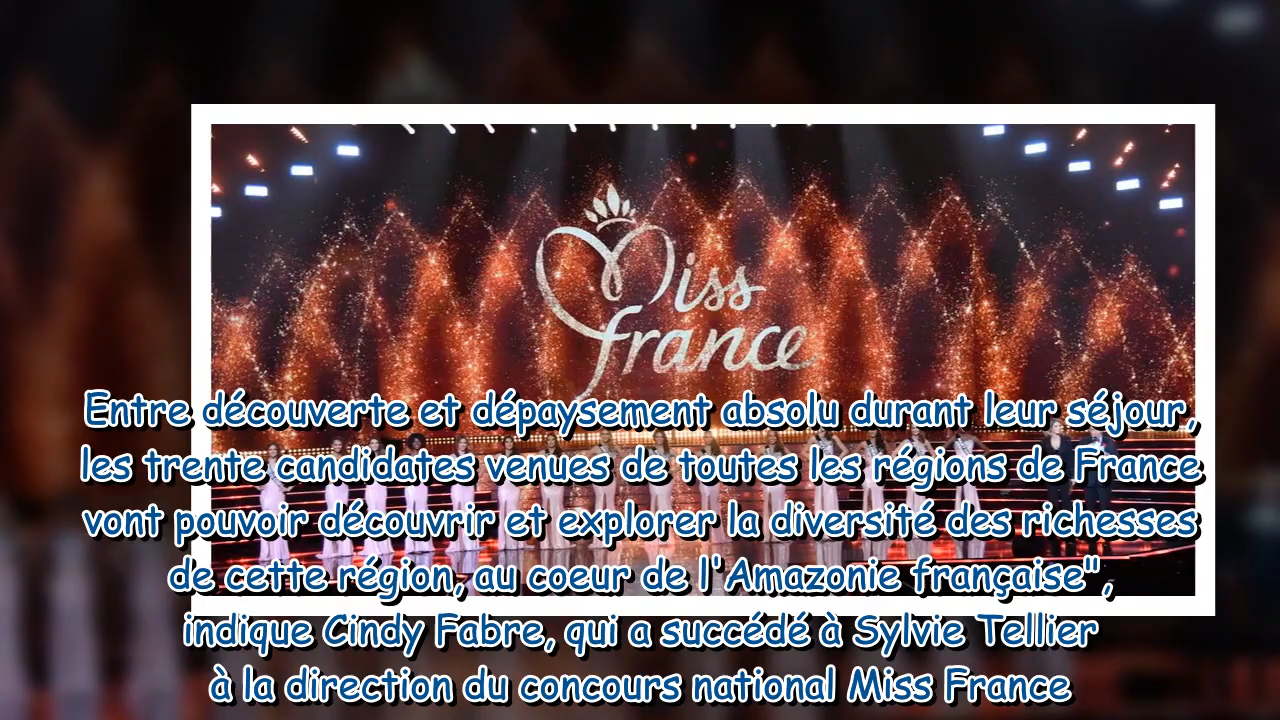 Miss
france
Entre découverte et dépaysement absolu durant leur séjour,
les trente candidates venues de toutes les régions de France
vont pouvoir découvrir et explorer la diversité des richesses
de cette région, au coeur de l'Amazonie française",
indique Cindy Fabre, qui a succédé à Sylvie Tellier
à la direction du concours national Miss France